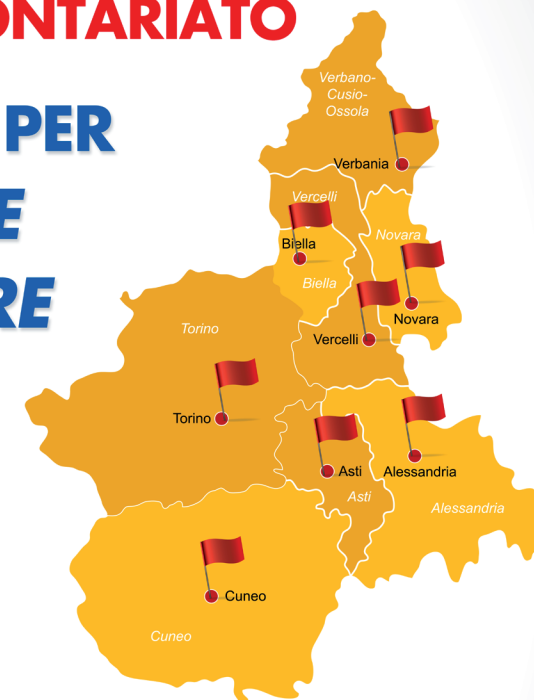 ONTARIATO
PER
E
RE
Verbano-
Cusio-
Ossola
Verbania
Vercelli
Biella
Novara
Biella
Novara
Vercelli
Torino
Torino
Asti
Alessandria
Asti
Alessandria
Cuneo
Cuneo